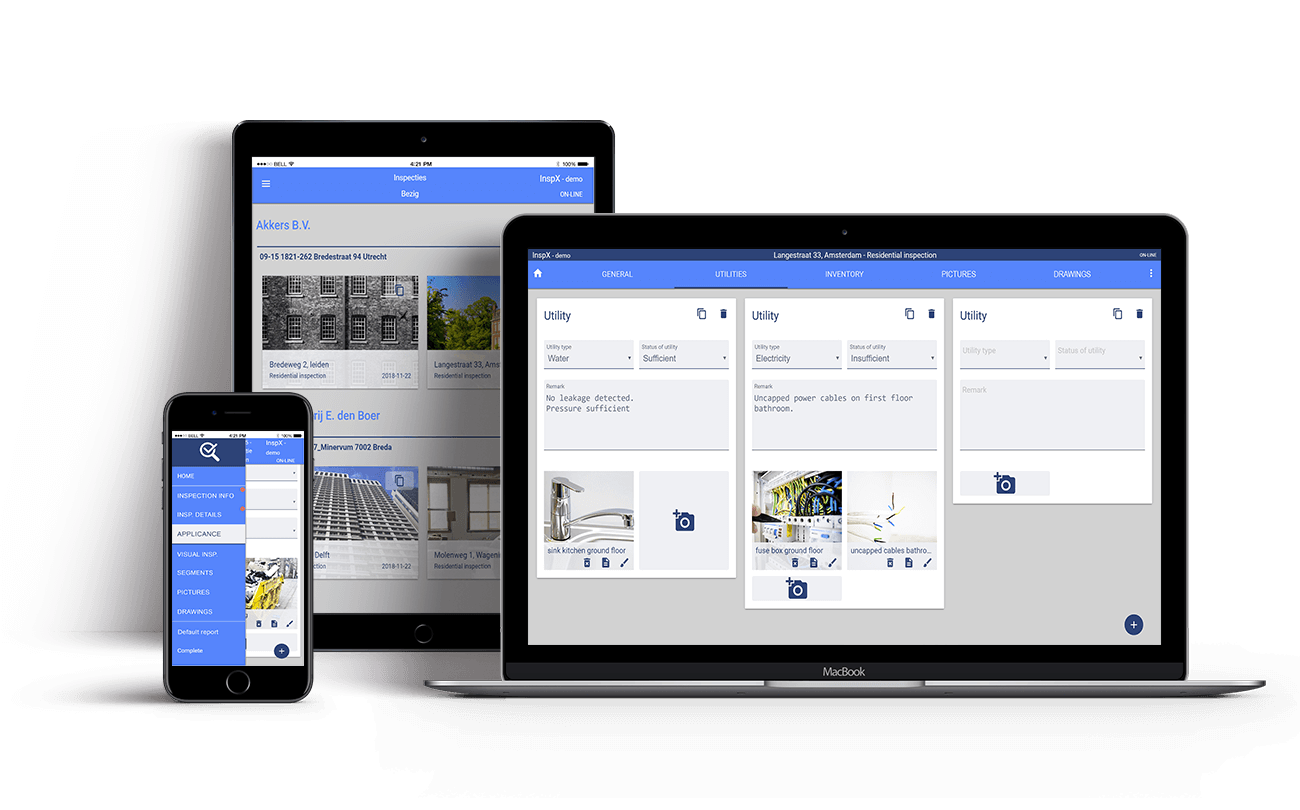 BELL
4:21 PM
100%
Inspecties
InspX - demo
Bezig
ON-LINE
Akkers B.V.
09-15 1821-262 Bredestraat 94 Utrecht
Bredeweg 2, leiden
Residential inspection
2018-11-22
Langestraat 33, Ams
Residential inspection
rij E. den Boer
7_Minervum 7002 Breda
Delft
2018-11-22
Molenweg 1, Wageni
Residential inspection
BELL
4:21 PM
100%
InspX -
demo
ON-LINE
HOME
INSPECTION INFO
INSP. DETAILS
APPLICANCE
VISUAL INSP.
SEGMENTS
PICTURES
DRAWINGS
Default report
Complete
InspX - demo
Langestraat 33, Amsterdam - Residential inspection
ON-LINE
GENERAL
UTILITIES
INVENTORY
PICTURES
DRAWINGS
Utility
Utility type
Status of utility
Water
Sufficient
Remark
No leakage detected.
Pressure sufficient
sink kitchen ground floor
Utility
Utility type
Status of utility
Electricity
Insufficient
Remark
Uncapped power cables on first floor
bathroom.
fuse box ground floor
uncapped cables bathro...
Utility
Utility type
Status of utility
Remark
MacBook